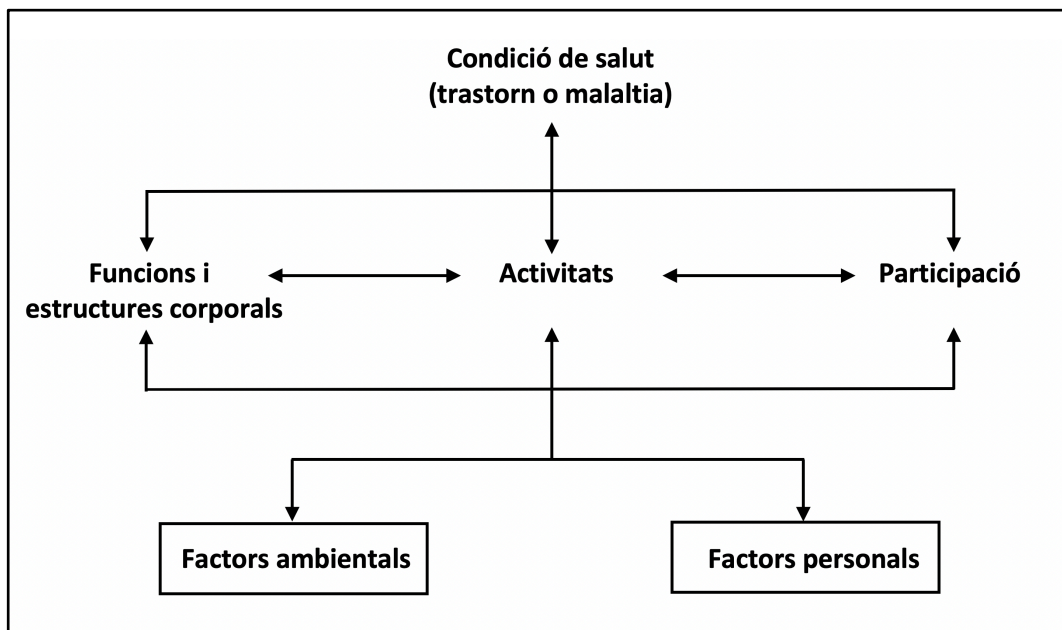 Condició de salut
(trastorn o malaltia)
Funcions i
estructures corporals
Activitats
Participació
Factors ambientals
Factors personals